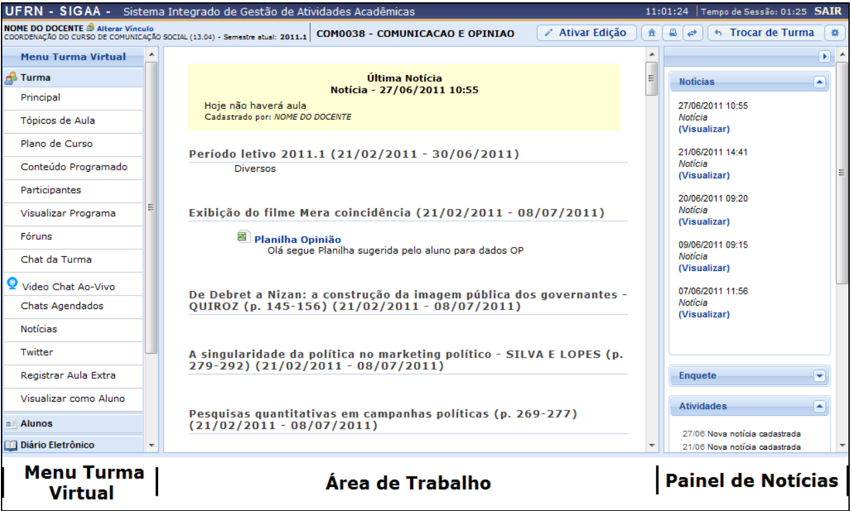 UFRN - SIGAA - Sistema Integrado de Gestão de Atividades Acadêmicas 11:01:24 Tempo de Sessão: 01:25 SAIR
NOME DO DOCENTE Alterar Vínculo
COORDENAÇÃO DO CURSO DE COMUNICAÇÃO SOCIAL (13.04) - Semestre atual: 2011.1
COM0038 - COMUNICACAO E OPINIAO Ativar Edição Trocar de Turma
Menu Turma Virtual
Turma
Principal
Tópicos de Aula
Plano de Curso
Conteúdo Programado
Participantes
Visualizar Programa
Fóruns
Chat da Turma
Video Chat Ao-Vivo
Chats Agendados
Notícias
Twitter
Registrar Aula Extra
Visualizar como Aluno
Alunos
Diário Eletrônico
Última Notícia
Notícia - 27/06/2011 10:55
Hoje não haverá aula
Cadastrado por: NOME DO DOCENTE
Período letivo 2011.1 (21/02/2011 - 30/06/2011)
Diversos
Exibição do filme Mera coincidência (21/02/2011 - 08/07/2011)
Planilha Opinião
Olá segue Planilha sugerida pelo aluno para dados OP
De Debret a Nizan: a construção da imagem pública dos governantes -
QUIROZ (p. 145-156) (21/02/2011 - 08/07/2011)
A singularidade da política no marketing político - SILVA E LOPES (p.
279-292) (21/02/2011 - 08/07/2011)
Pesquisas quantitativas em campanhas políticas (p. 269-277)
(21/02/2011 - 08/07/2011)
Notícias
27/06/2011 10:55
Notícia
(Visualizar)
21/06/2011 14:41
Notícia
(Visualizar)
20/06/2011 09:20
Notícia
(Visualizar)
09/06/2011 09:15
Notícia
(Visualizar)
07/06/2011 11:56
Notícia
(Visualizar)
Enquete
Atividades
27/06 Nova notícia cadastrada
21/06 Nova notícia cadastrada
Menu Turma
Virtual
Área de Trabalho
Painel de Notícias